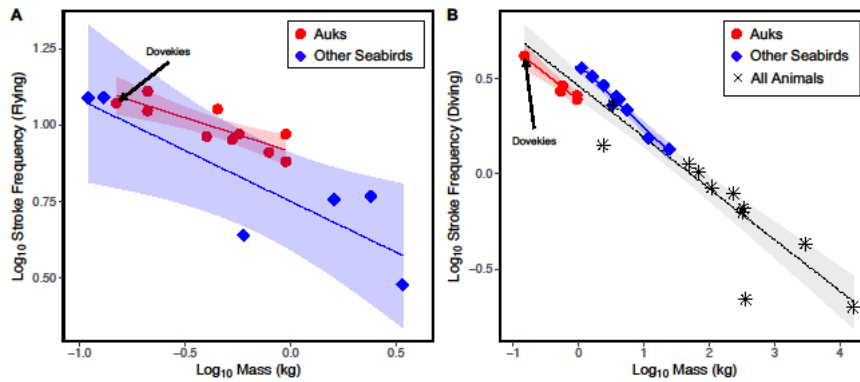 A
Auks
Other Seabirds
Dovekies
1.25
1.00
0.75
0.50
Log10 Stroke Frequency (Flying)
−1.0
−0.5
0.0
0.5
Log10 Mass (kg)
B
Auks
Other Seabirds
All Animals
Dovekies
0.5
0.0
−0.5
Log10 Stroke Frequency (Diving)
−1
0
1
2
3
4
Log10 Mass (kg)